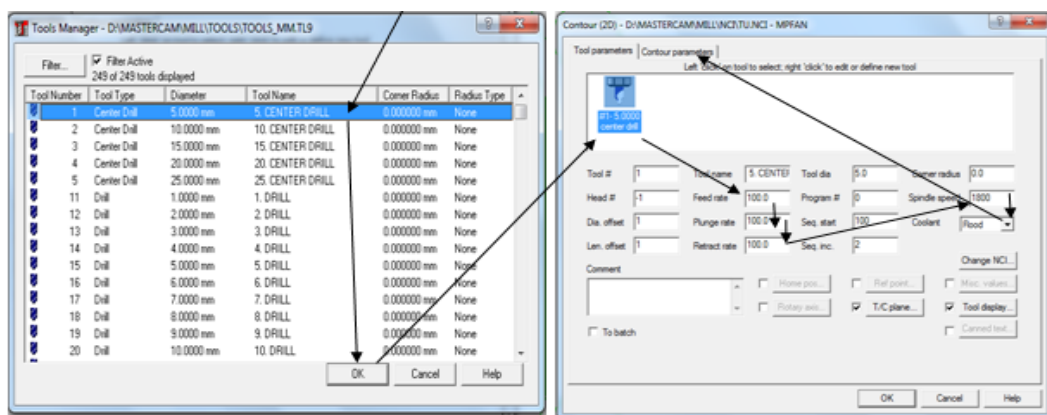 Tools Manager - D:\MASTERCAM\MILL\TOOLS\TOOLS_MM.TL9
Filter...
Filter Active
249 of 249 tools displayed
Tool Number Tool Type Diameter Tool Name Corner Radius Radius Type
1 Center Drill 5.0000 mm 5. CENTER DRILL 0.000000 mm None
2 Center Drill 10.0000 mm 10. CENTER DRILL 0.000000 mm None
3 Center Drill 15.0000 mm 15. CENTER DRILL 0.000000 mm None
4 Center Drill 20.0000 mm 20. CENTER DRILL 0.000000 mm None
5 Center Drill 25.0000 mm 25. CENTER DRILL 0.000000 mm None
11 Drill 1.0000 mm 1. DRILL 0.000000 mm None
12 Drill 2.0000 mm 2. DRILL 0.000000 mm None
13 Drill 3.0000 mm 3. DRILL 0.000000 mm None
14 Drill 4.0000 mm 4. DRILL 0.000000 mm None
15 Drill 5.0000 mm 5. DRILL 0.000000 mm None
16 Drill 6.0000 mm 6. DRILL 0.000000 mm None
17 Drill 7.0000 mm 7. DRILL 0.000000 mm None
18 Drill 8.0000 mm 8. DRILL 0.000000 mm None
19 Drill 9.0000 mm 9. DRILL 0.000000 mm None
20 Drill 10.0000 mm 10. DRILL 0.000000 mm None
OK Cancel Help
Contour (2D) - D:\MASTERCAM\MILL\NCI\TU.NCI - MPFAN
Tool parameters Contour parameters
Left 'click' on tool to select; right 'click' to edit or define new tool
#1- 5.0000
center drill
Tool # 1 Tool name 5. CENTER Tool dia 5.0 Corner radius 0.0
Head # -1 Feed rate 100.0 Program # 0 Spindle speed 1800
Dia. offset 1 Plunge rate 100.0 Seq. start 100 Coolant Flood
Len. offset 1 Retract rate 100.0 Seq. inc. 2
Change NCI...
Comment
Home pos... Ref point... Misc. values...
Rotary axis... T/C plane... Tool display...
To batch Canned text...
OK Cancel Help